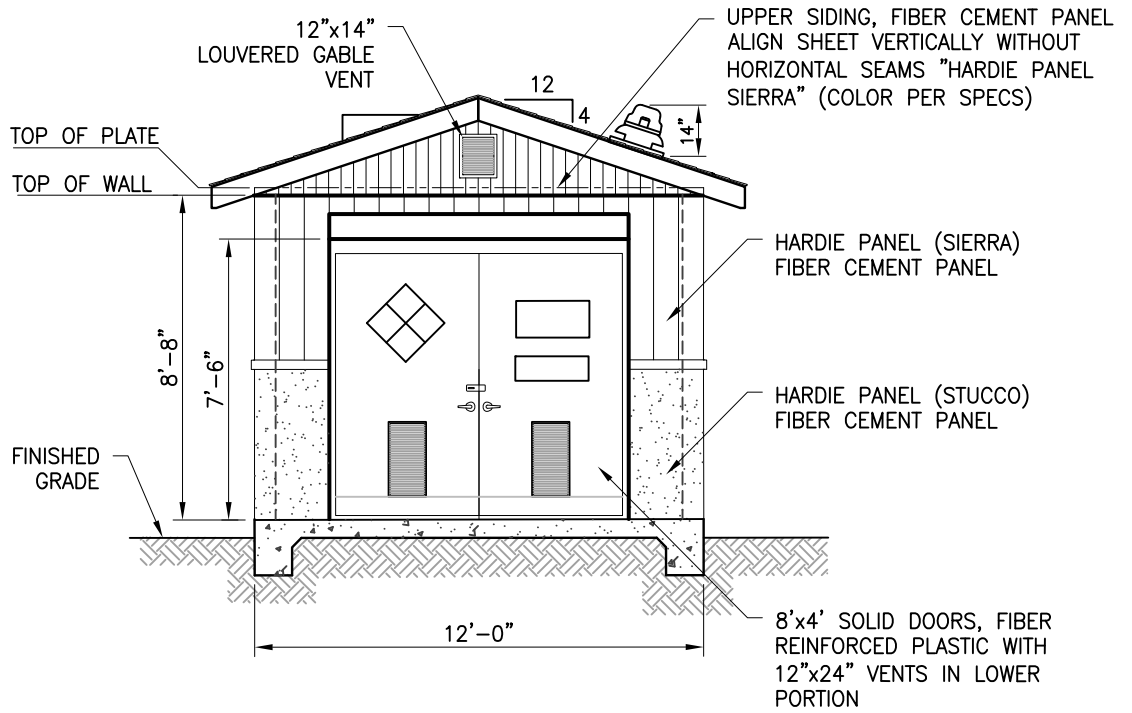 12"x14"
LOUVERED GABLE
VENT
UPPER SIDING, FIBER CEMENT PANEL
ALIGN SHEET VERTICALLY WITHOUT
HORIZONTAL SEAMS "HARDIE PANEL
SIERRA" (COLOR PER SPECS)
12
4
14"
TOP OF PLATE
TOP OF WALL
HARDIE PANEL (SIERRA)
FIBER CEMENT PANEL
8'-8"
7'-6"
HARDIE PANEL (STUCCO)
FIBER CEMENT PANEL
FINISHED
GRADE
12'-0"
8'x4' SOLID DOORS, FIBER
REINFORCED PLASTIC WITH
12"x24" VENTS IN LOWER
PORTION